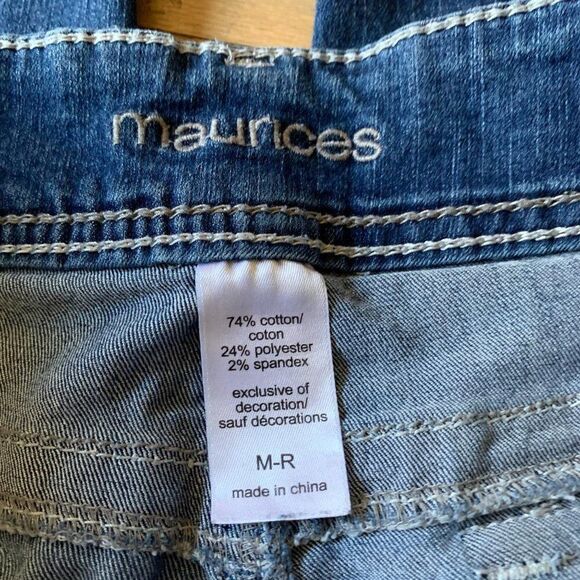 maurices
74% cotton/
coton
24% polyester
2% spandex
exclusive of
decoration/
sauf décorations
M-R
made in china